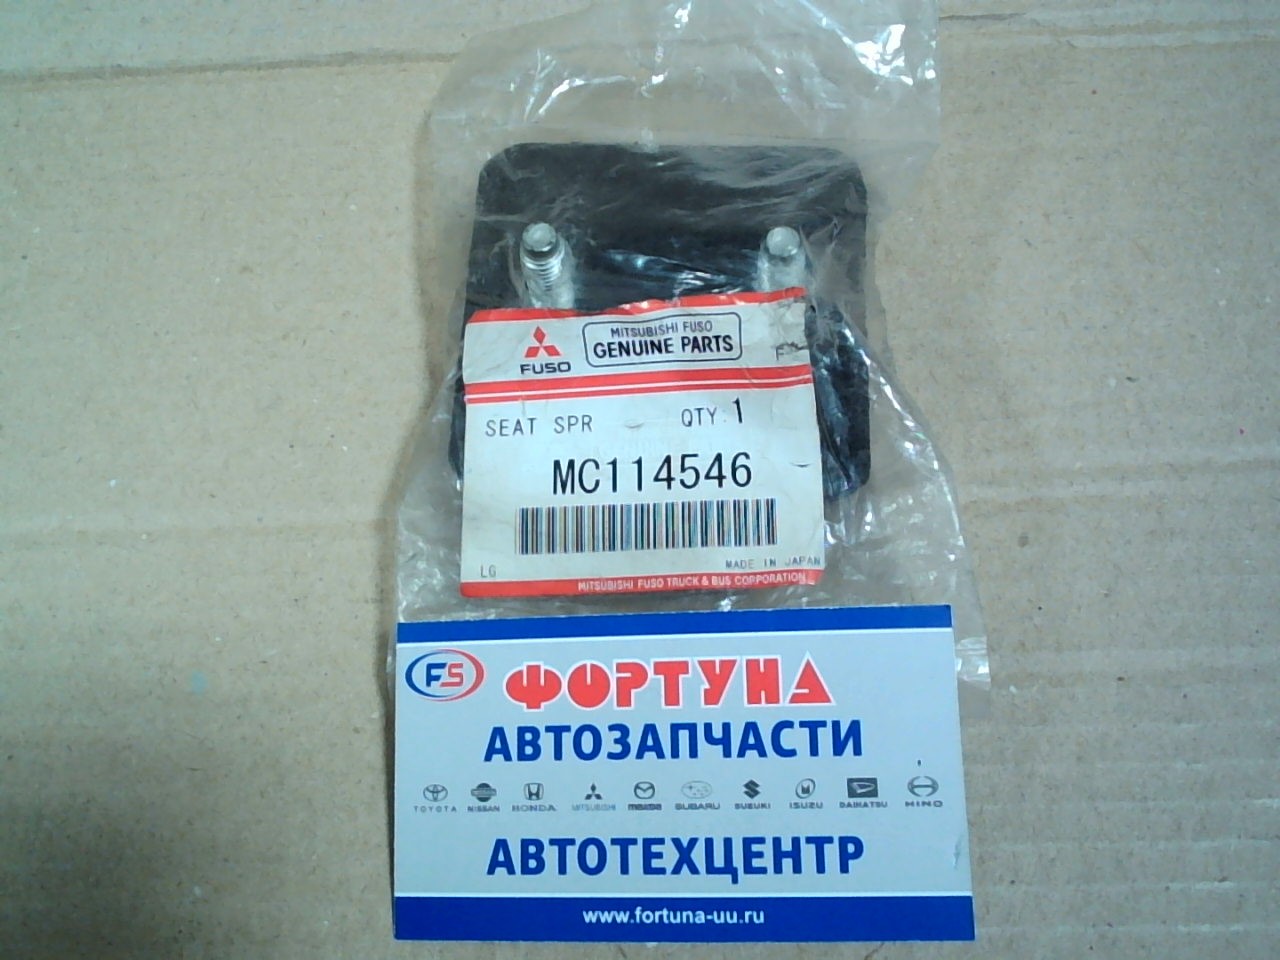 MITSUBISHI FUSO
GENUINE PARTS
FUSO
SEAT SPR QTY 1
MC114546
LG MADE IN JAPAN
MITSUBISHI FUSO TRUCK & BUS CORPORATION
FS ФОРТУНА
АВТОЗАПЧАСТИ
TOYOTA NISSAN HONDA MITSUBISHI mazda SUBARU SUZUKI ISUZU DAIHATSU HINO
АВТОТЕХЦЕНТР
www.fortuna-uu.ru